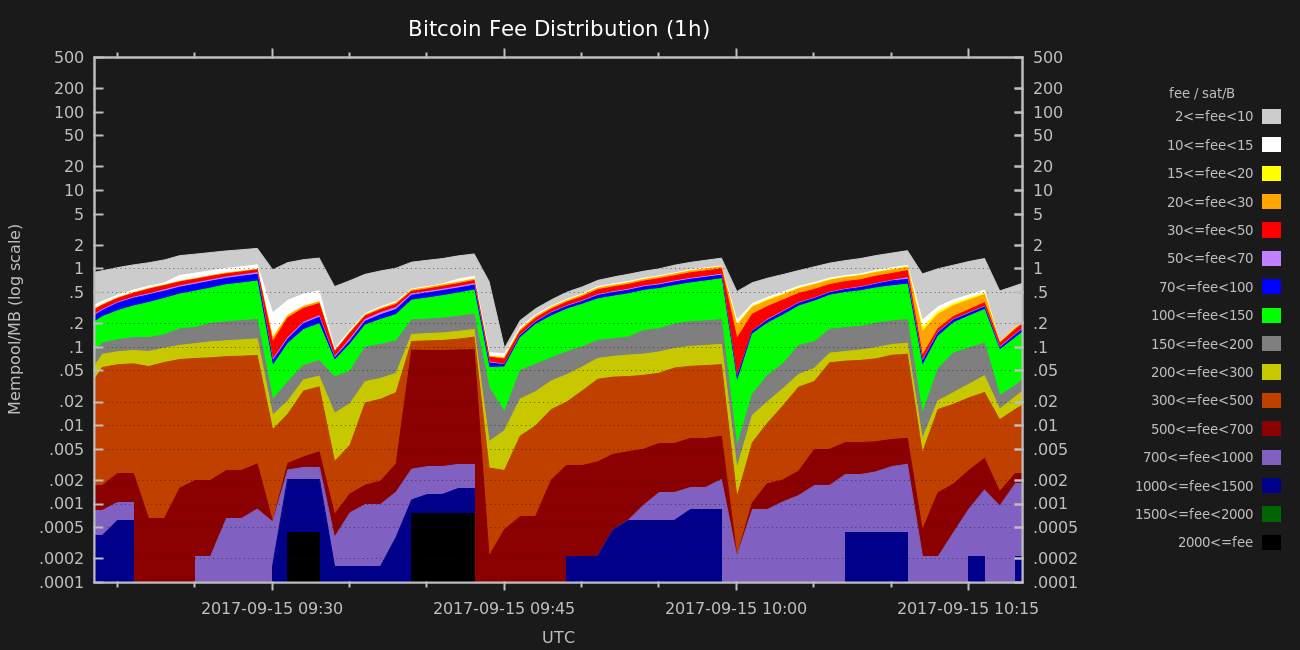 Bitcoin Fee Distribution (1h)
Mempool/MB (log scale)
500
200
100
50
20
10
5
2
1
.5
.2
.1
.05
.02
.01
.005
.002
.001
.0005
.0002
.0001
500
200
100
50
20
10
5
2
1
.5
.2
.1
.05
.02
.01
.005
.002
.001
.0005
.0002
.0001
2017-09-15 09:30
2017-09-15 09:45
2017-09-15 10:00
2017-09-15 10:15
UTC
fee / sat/B
2<=fee<10
10<=fee<15
15<=fee<20
20<=fee<30
30<=fee<50
50<=fee<70
70<=fee<100
100<=fee<150
150<=fee<200
200<=fee<300
300<=fee<500
500<=fee<700
700<=fee<1000
1000<=fee<1500
1500<=fee<2000
2000<=fee